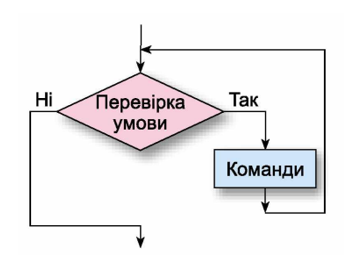 Ні
Перевірка
умови
Так
Команди